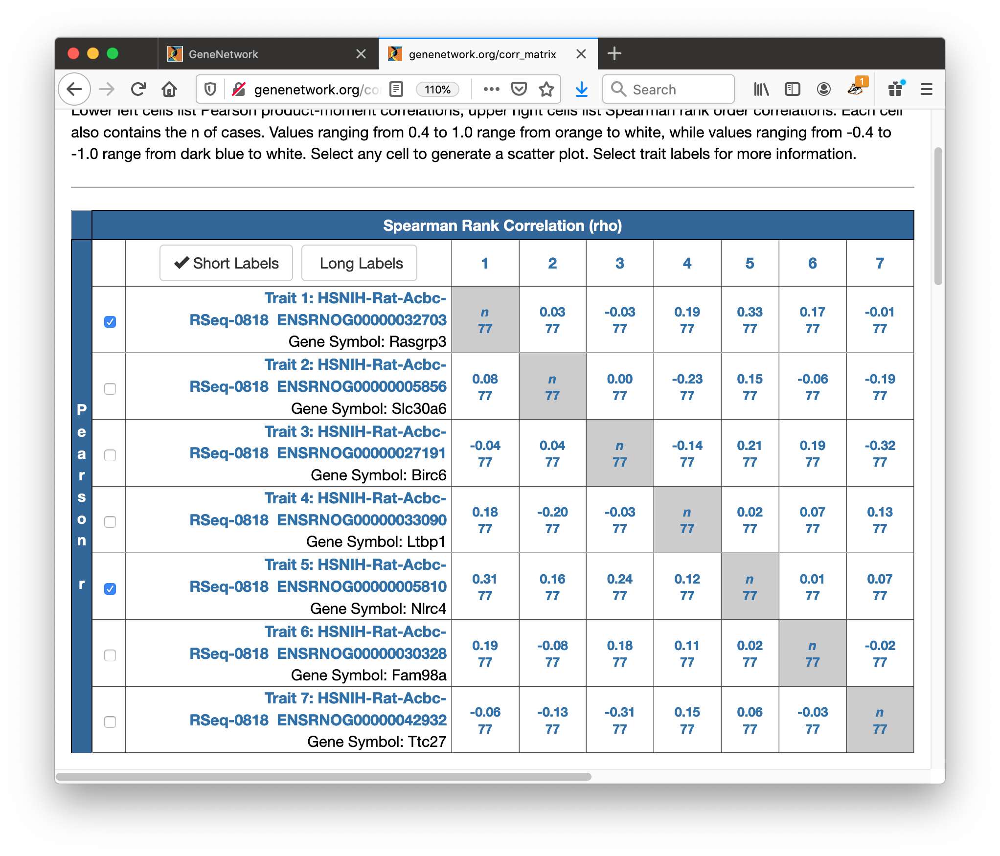 GeneNetwork
genenetwork.org/corr_matrix
genenetwork.org/co
110%
Search
1
Lower left cells list Pearson product-moment correlations, upper right cells list Spearman rank order correlations. Each cell
also contains the n of cases. Values ranging from 0.4 to 1.0 range from orange to white, while values ranging from -0.4 to
-1.0 range from dark blue to white. Select any cell to generate a scatter plot. Select trait labels for more information.
Spearman Rank Correlation (rho)
Pearson r
Short Labels Long Labels 1 2 3 4 5 6 7
Trait 1: HSNIH-Rat-Acbc-
RSeq-0818 ENSRNOG00000032703
Gene Symbol: Rasgrp3
n 0.03 -0.03 0.19 0.33 0.17 -0.01
77 77 77 77 77 77 77
Trait 2: HSNIH-Rat-Acbc-
RSeq-0818 ENSRNOG00000005856
Gene Symbol: Slc30a6
0.08 n 0.00 -0.23 0.15 -0.06 -0.19
77 77 77 77 77 77 77
Trait 3: HSNIH-Rat-Acbc-
RSeq-0818 ENSRNOG00000027191
Gene Symbol: Birc6
-0.04 0.04 n -0.14 0.21 0.19 -0.32
77 77 77 77 77 77 77
Trait 4: HSNIH-Rat-Acbc-
RSeq-0818 ENSRNOG00000033090
Gene Symbol: Ltbp1
0.18 -0.20 -0.03 n 0.02 0.07 0.13
77 77 77 77 77 77 77
Trait 5: HSNIH-Rat-Acbc-
RSeq-0818 ENSRNOG00000005810
Gene Symbol: Nlrc4
0.31 0.16 0.24 0.12 n 0.01 0.07
77 77 77 77 77 77 77
Trait 6: HSNIH-Rat-Acbc-
RSeq-0818 ENSRNOG00000030328
Gene Symbol: Fam98a
0.19 -0.08 0.18 0.11 0.02 n -0.02
77 77 77 77 77 77 77
Trait 7: HSNIH-Rat-Acbc-
RSeq-0818 ENSRNOG00000042932
Gene Symbol: Ttc27
-0.06 -0.13 -0.31 0.15 0.06 -0.03 n
77 77 77 77 77 77 77